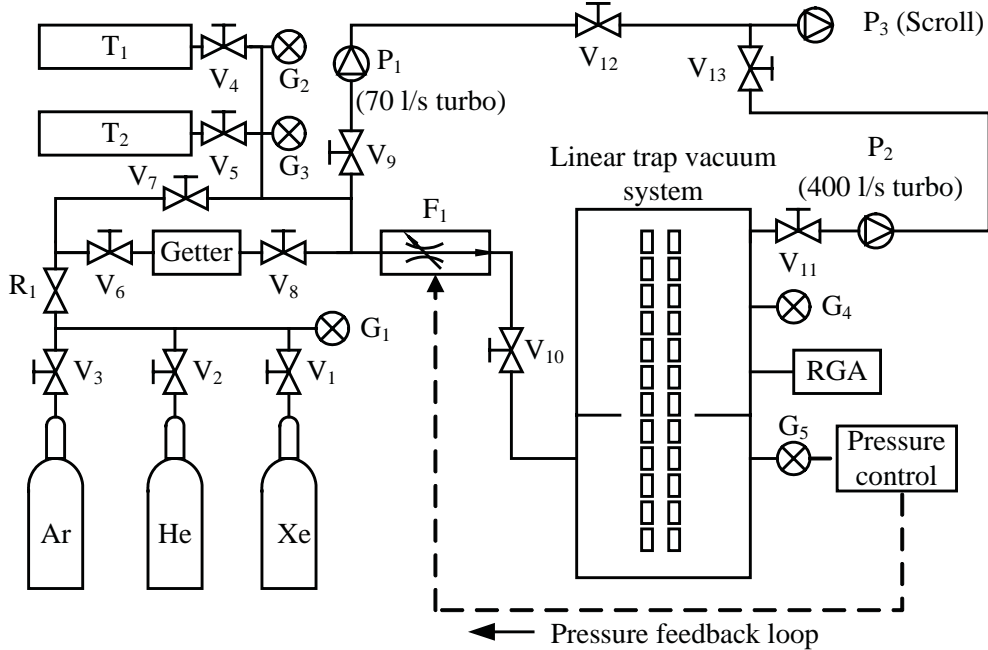 T1
V4
G2
P1
(70 l/s turbo)
V12
P3 (Scroll)
V13
T2
V5
G3
V9
V7
Linear trap vacuum
system
P2
(400 l/s turbo)
F1
Getter
V6
V8
V11
R1
G4
G1
V10
V3
V2
V1
RGA
G5
Pressure
control
Ar
He
Xe
Pressure feedback loop